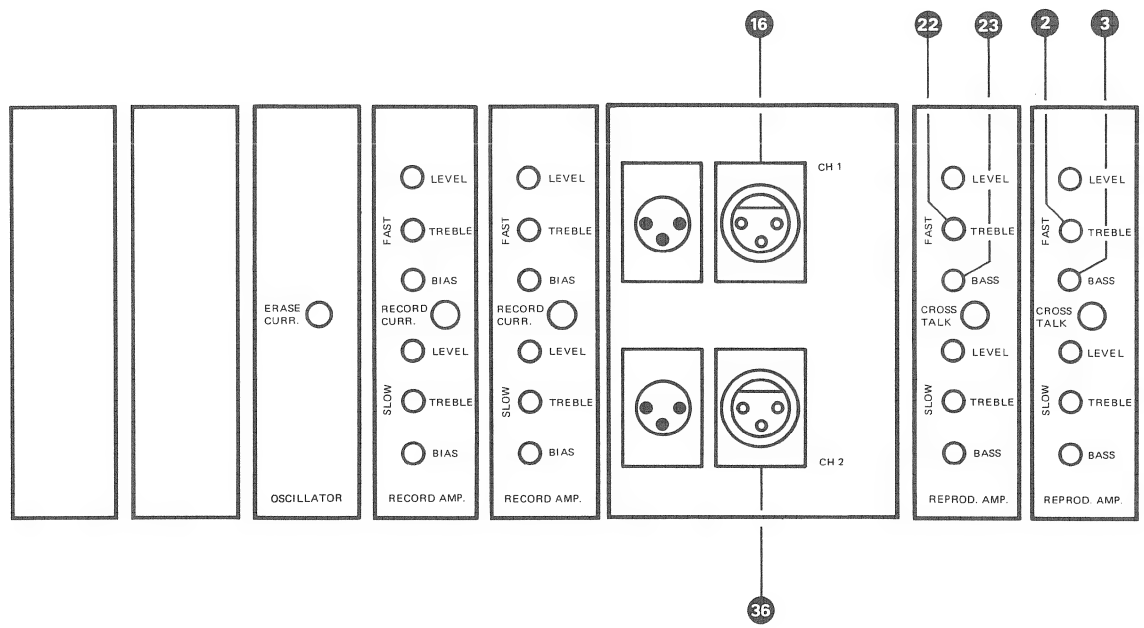 16
22
23
2
3
ERASE
CURR.
OSCILLATOR
FAST
LEVEL
TREBLE
BIAS
RECORD
CURR.
SLOW
LEVEL
TREBLE
BIAS
RECORD AMP.
FAST
LEVEL
TREBLE
BIAS
RECORD
CURR.
SLOW
LEVEL
TREBLE
BIAS
RECORD AMP.
CH 1
CH 2
FAST
LEVEL
TREBLE
BASS
CROSS
TALK
SLOW
LEVEL
TREBLE
BASS
REPROD. AMP.
FAST
LEVEL
TREBLE
BASS
CROSS
TALK
SLOW
LEVEL
TREBLE
BASS
REPROD. AMP.
36